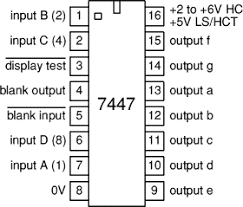 input B (2) 1 16 +2 to +6V HC
+5V LS/HCT
input C (4) 2 15 output f
display test 3 14 output g
blank output 4 13 output a
7447
blank input 5 12 output b
input D (8) 6 11 output c
input A (1) 7 10 output d
0V 8 9 output e